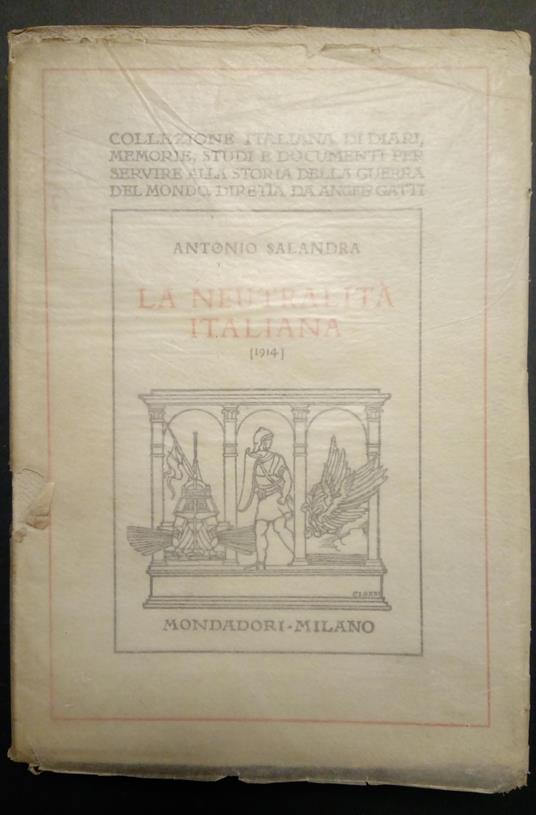 COLLEZIONE ITALIANA DI DIARI,
MEMORIE, STUDI E DOCUMENTI PER
SERVIRE ALLA STORIA DELLA GUERRA
DEL MONDO, DIRETTA DA ANGELO GATTI
ANTONIO SALANDRA
LA NEUTRALITÀ
ITALIANA
[1914]
MONDADORI - MILANO